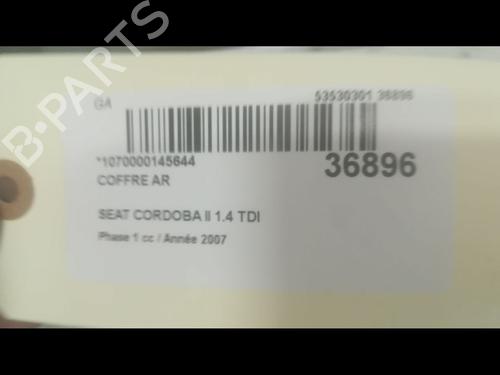 GA
53530301 36896
*1070000145644
36896
COFFRE AR
SEAT CORDOBA II 1.4 TDI
Phase 1 cc / Année 2007
B-PARTS